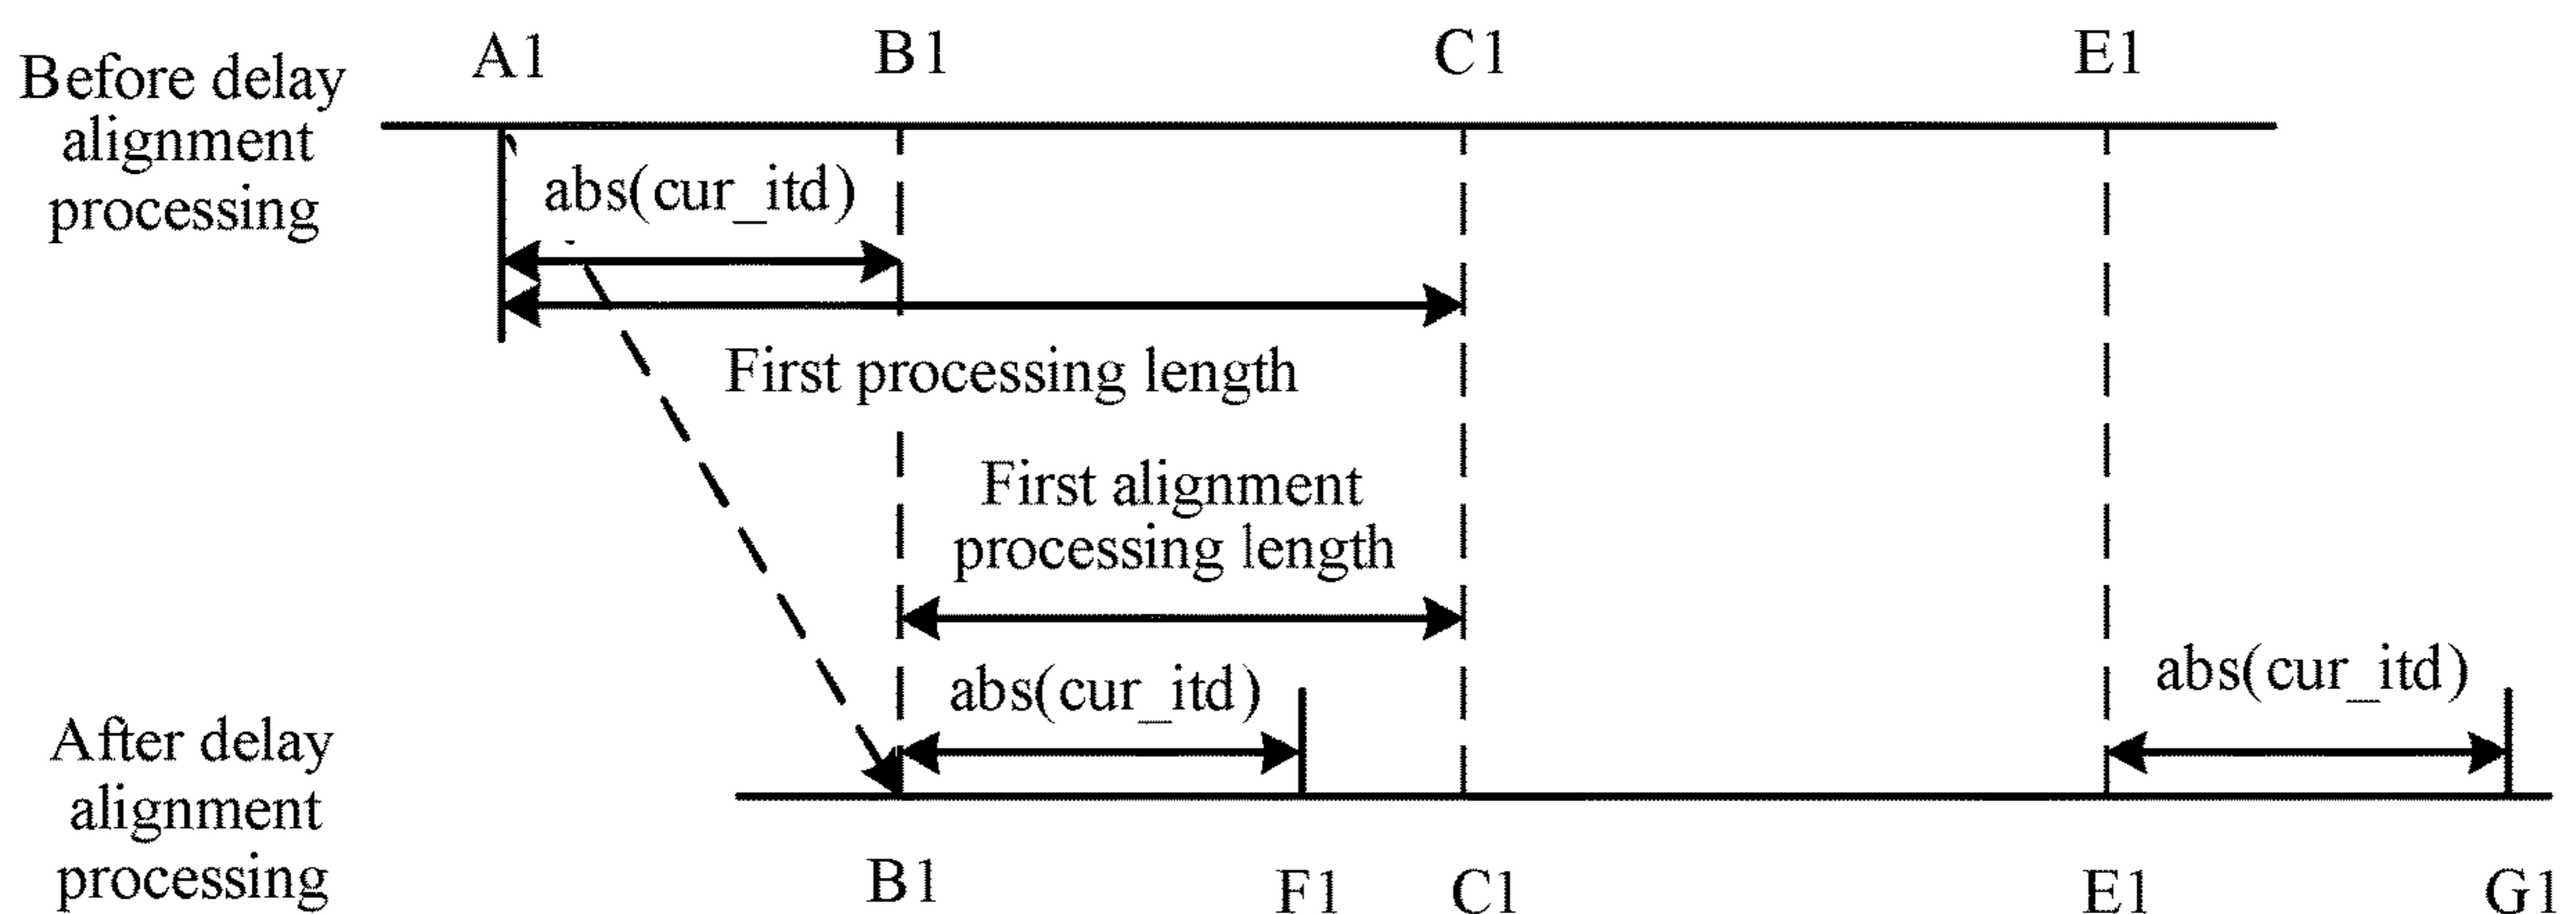 A1 B1 C1 E1
Before delay
alignment
processing
abs(cur_itd)
First processing length
First alignment
processing length
abs(cur_itd)
abs(cur_itd)
After delay
alignment
processing
B1 F1 C1 E1 G1